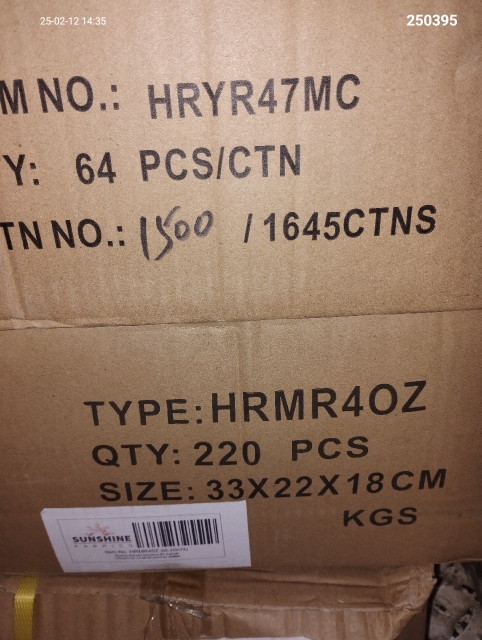 25-02-12 14:35
250395
M NO.: HRYR47MC
Y: 64 PCS/CTN
TN NO.: 1500 / 1645CTNS
TYPE: HRMR4OZ
QTY: 220 PCS
SIZE: 33X22X18CM
KGS
SUNSHINE
FABRICS